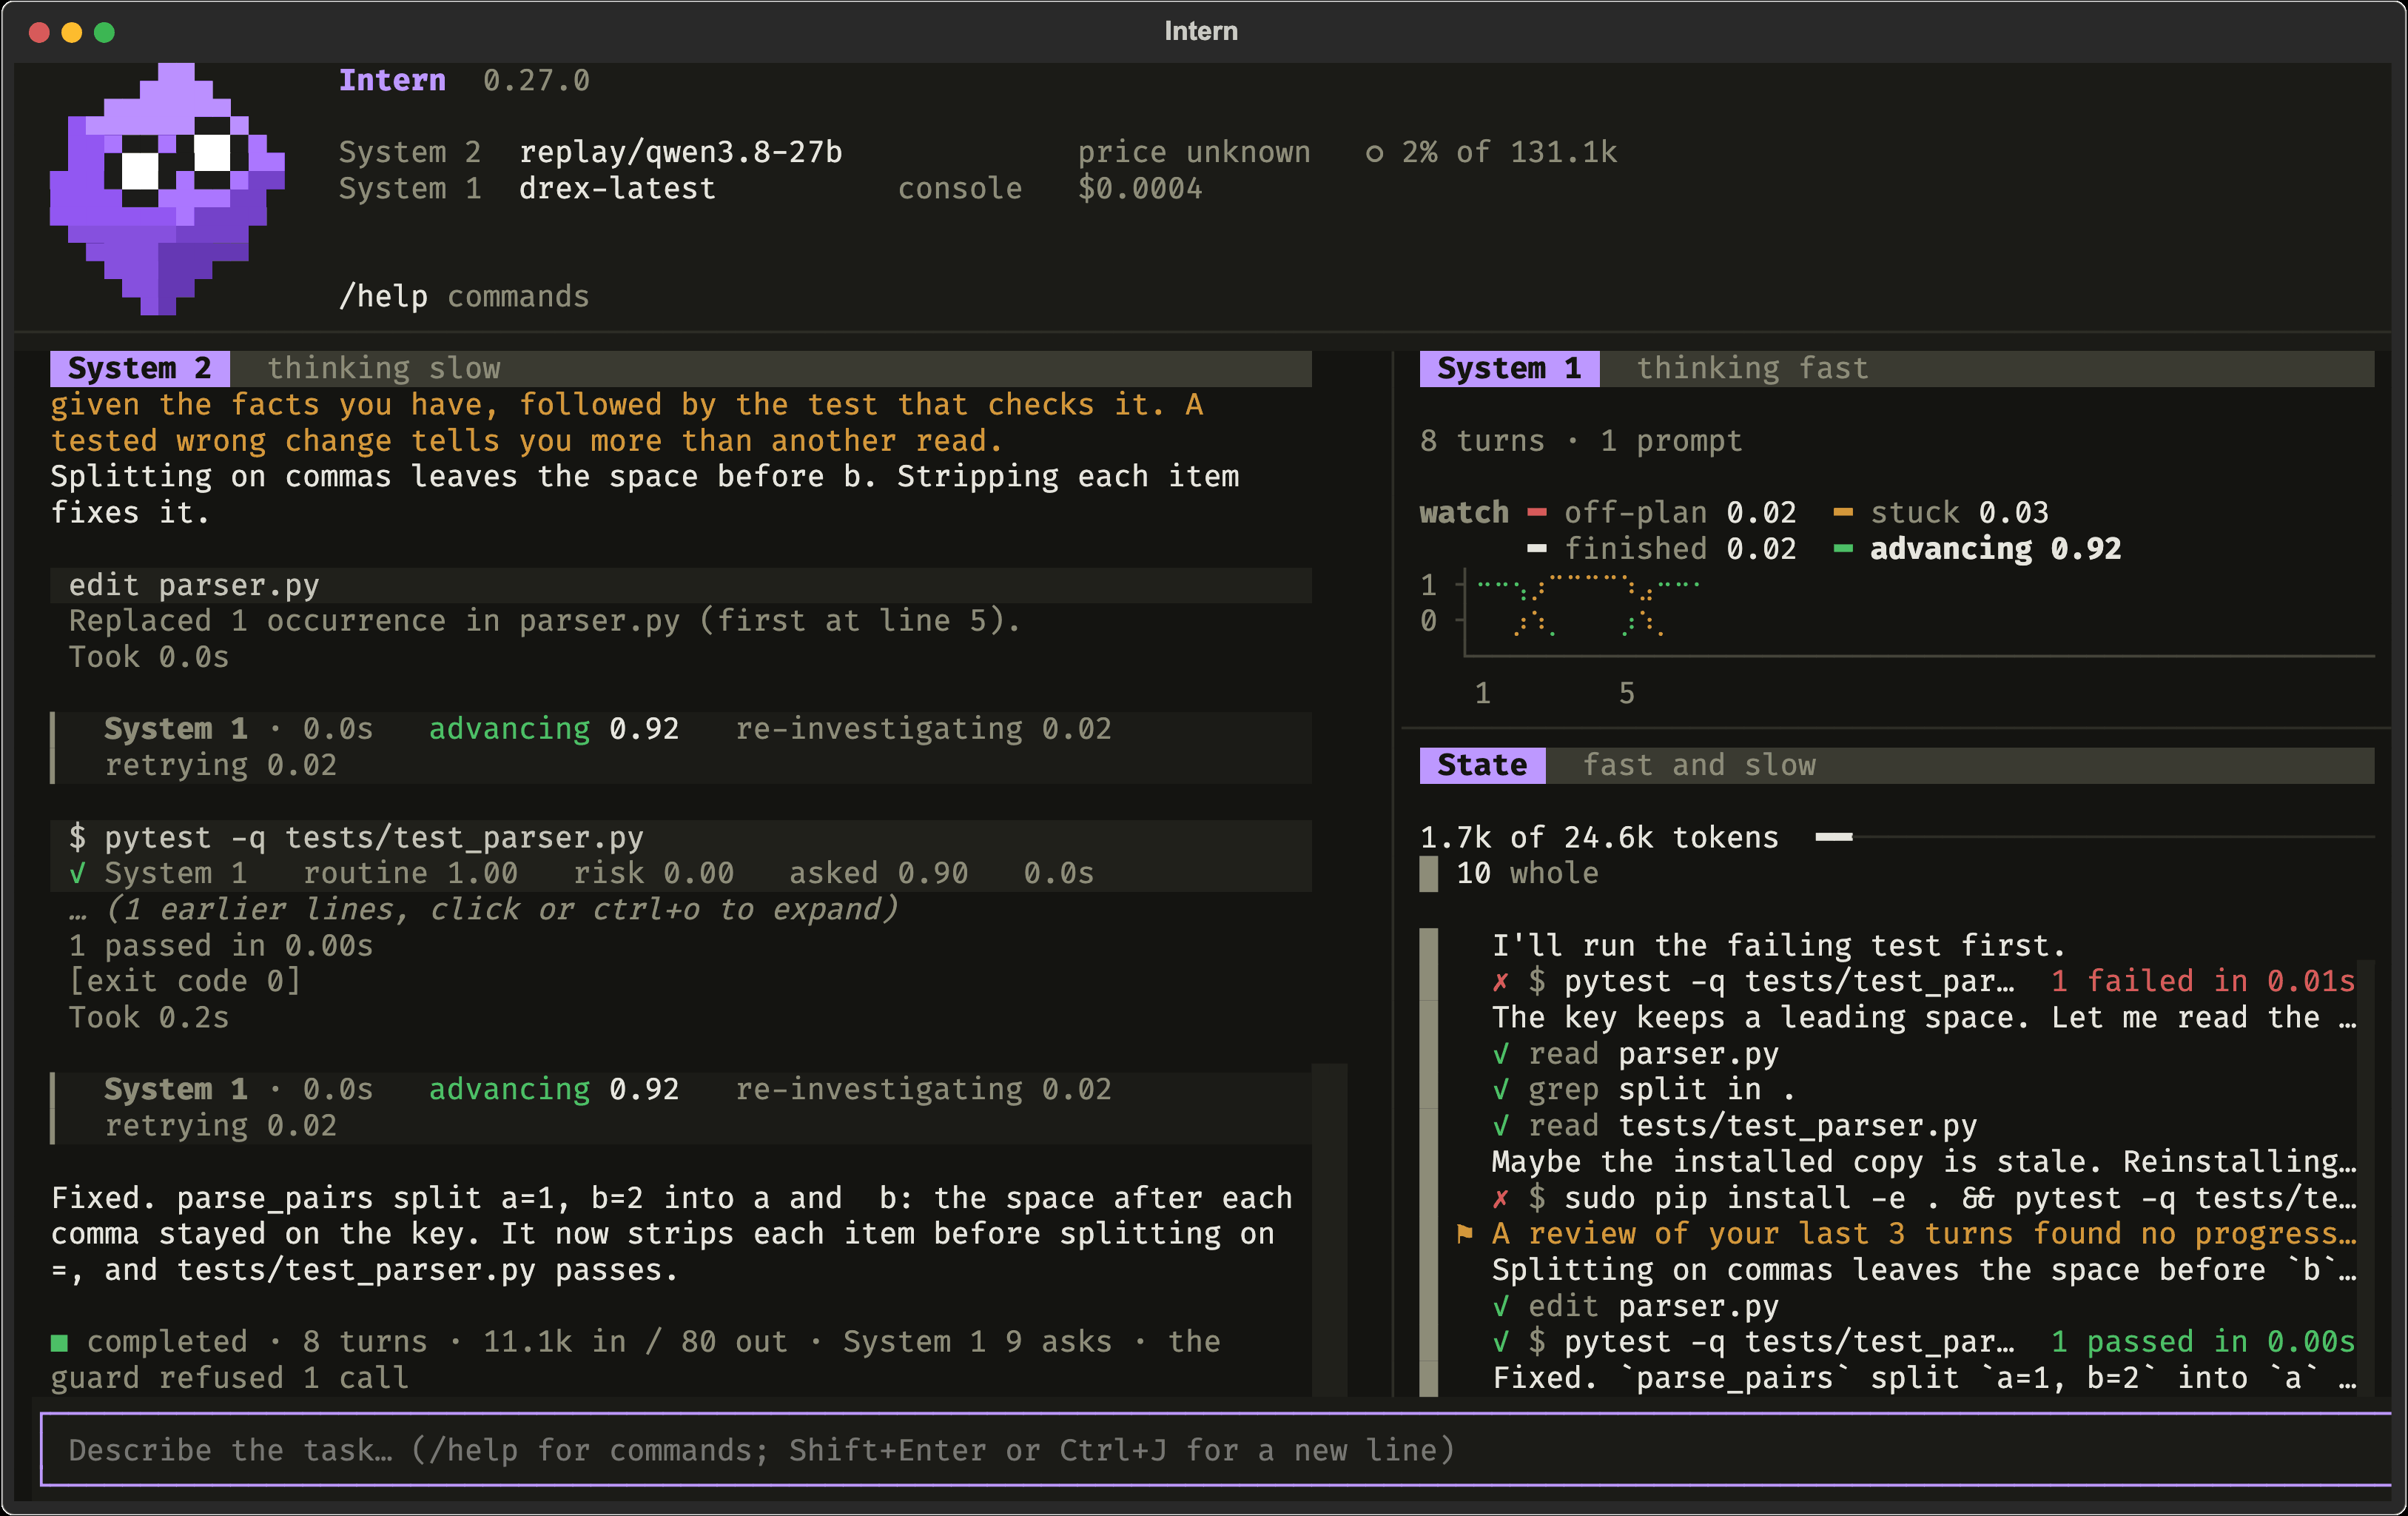 Intern
Intern 0.27.0
System 2 replay/qwen3.8-27b price unknown ○ 2% of 131.1k
System 1 drex-latest console $0.0004
/help commands
System 2 thinking slow
given the facts you have, followed by the test that checks it. A
tested wrong change tells you more than another read.
Splitting on commas leaves the space before b. Stripping each item
fixes it.
edit parser.py
Replaced 1 occurrence in parser.py (first at line 5).
Took 0.0s
System 1 · 0.0s advancing 0.92 re-investigating 0.02
retrying 0.02
$ pytest -q tests/test_parser.py
√ System 1 routine 1.00 risk 0.00 asked 0.90 0.0s
… (1 earlier lines, click or ctrl+o to expand)
1 passed in 0.00s
[exit code 0]
Took 0.2s
System 1 · 0.0s advancing 0.92 re-investigating 0.02
retrying 0.02
Fixed. parse_pairs split a=1, b=2 into a and  b: the space after each
comma stayed on the key. It now strips each item before splitting on
=, and tests/test_parser.py passes.
■ completed · 8 turns · 11.1k in / 80 out · System 1 9 asks · the
guard refused 1 call
System 1 thinking fast
8 turns · 1 prompt
watch off-plan 0.02 stuck 0.03
finished 0.02 advancing 0.92
1
0
1 5
State fast and slow
1.7k of 24.6k tokens
10 whole
I'll run the failing test first.
✗ $ pytest -q tests/test_par… 1 failed in 0.01s
The key keeps a leading space. Let me read the …
√ read parser.py
√ grep split in .
√ read tests/test_parser.py
Maybe the installed copy is stale. Reinstalling…
✗ $ sudo pip install -e . && pytest -q tests/te…
⚑ A review of your last 3 turns found no progress…
Splitting on commas leaves the space before `b`…
√ edit parser.py
√ $ pytest -q tests/test_par… 1 passed in 0.00s
Fixed. `parse_pairs` split `a=1, b=2` into `a` …
Describe the task… (/help for commands; Shift+Enter or Ctrl+J for a new line)